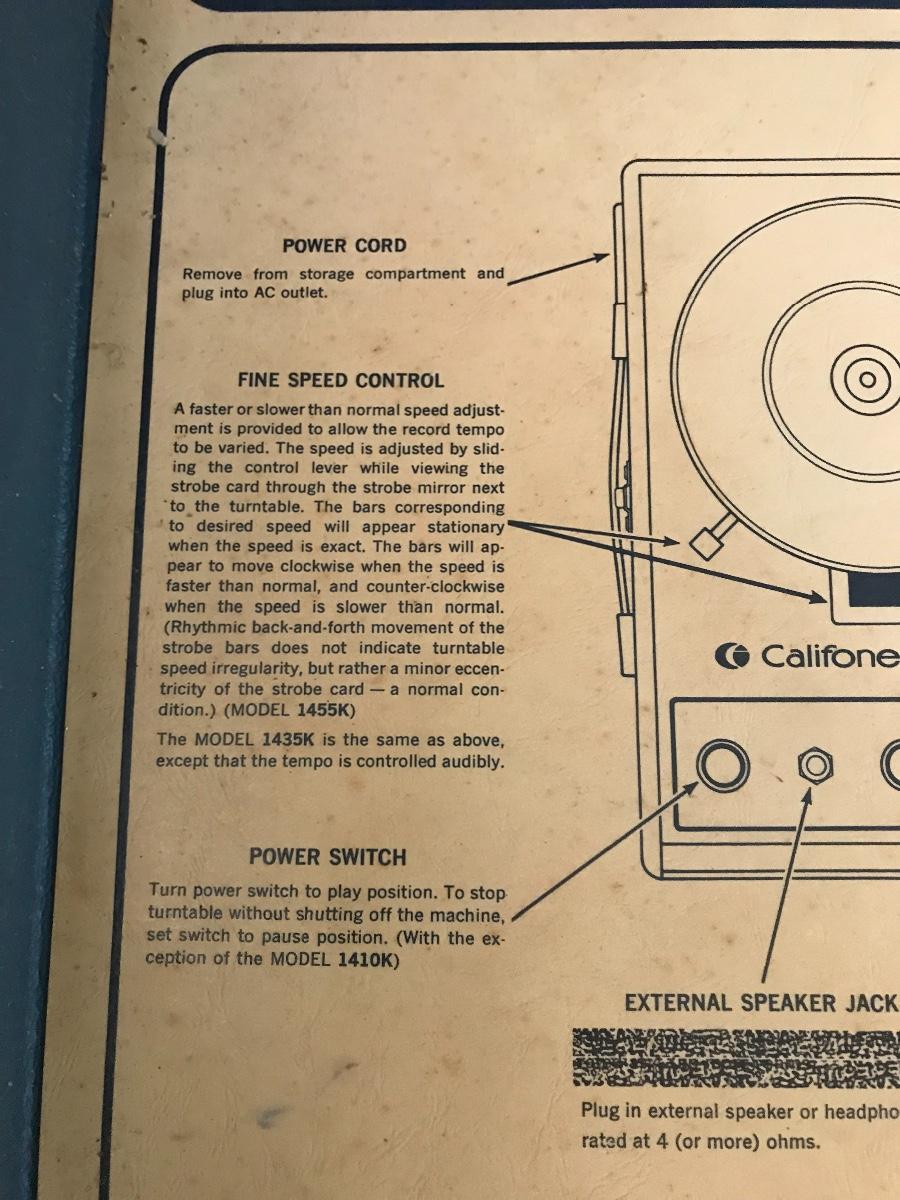 POWER CORD
Remove from storage compartment and
plug into AC outlet.
FINE SPEED CONTROL
A faster or slower than normal speed adjust-
ment is provided to allow the record tempo
to be varied. The speed is adjusted by slid-
ing the control lever while viewing the
strobe card through the strobe mirror next
to the turntable. The bars corresponding
to desired speed will appear stationary
when the speed is exact. The bars will ap-
pear to move clockwise when the speed is
faster than normal, and counter-clockwise
when the speed is slower than normal.
(Rhythmic back-and-forth movement of the
strobe bars does not indicate turntable
speed irregularity, but rather a minor eccen-
tricity of the strobe card — a normal con-
dition.) (MODEL 1455K)
The MODEL 1435K is the same as above,
except that the tempo is controlled audibly.
Califone
POWER SWITCH
Turn power switch to play position. To stop
turntable without shutting off the machine,
set switch to pause position. (With the ex-
ception of the MODEL 1410K)
EXTERNAL SPEAKER JACK
Plug in external speaker or headpho
rated at 4 (or more) ohms.